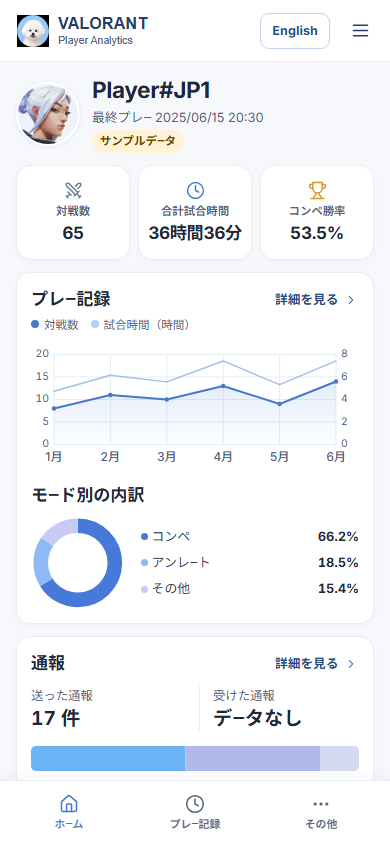 VALORANT
Player Analytics
English
Player#JP1
最終プレー 2025/06/15 20:30
サンプルデータ
対戦数
65
合計試合時間
36時間36分
コンペ勝率
53.5%
プレー記録
詳細を見る
対戦数
試合時間（時間）
20
15
10
5
0
8
6
4
2
0
1月 2月 3月 4月 5月 6月
モード別の内訳
コンペ 66.2%
アンレート 18.5%
その他 15.4%
通報
詳細を見る
送った通報
17 件
受けた通報
データなし
ホーム
プレー記録
その他